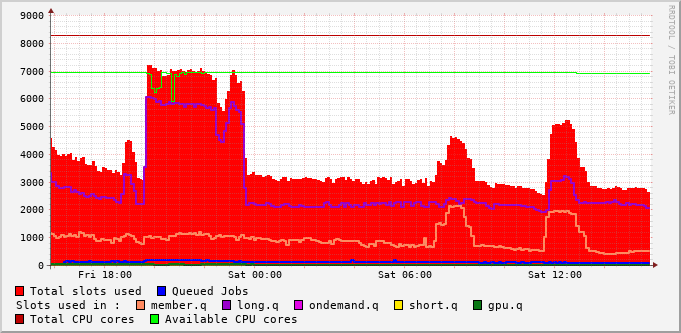 9000
8000
7000
6000
5000
4000
3000
2000
1000
0
Fri 18:00 Sat 00:00 Sat 06:00 Sat 12:00
RRDTOOL / TOBI OETIKER
Total slots used Queued Jobs
Slots used in : member.q long.q ondemand.q short.q gpu.q
Total CPU cores Available CPU cores